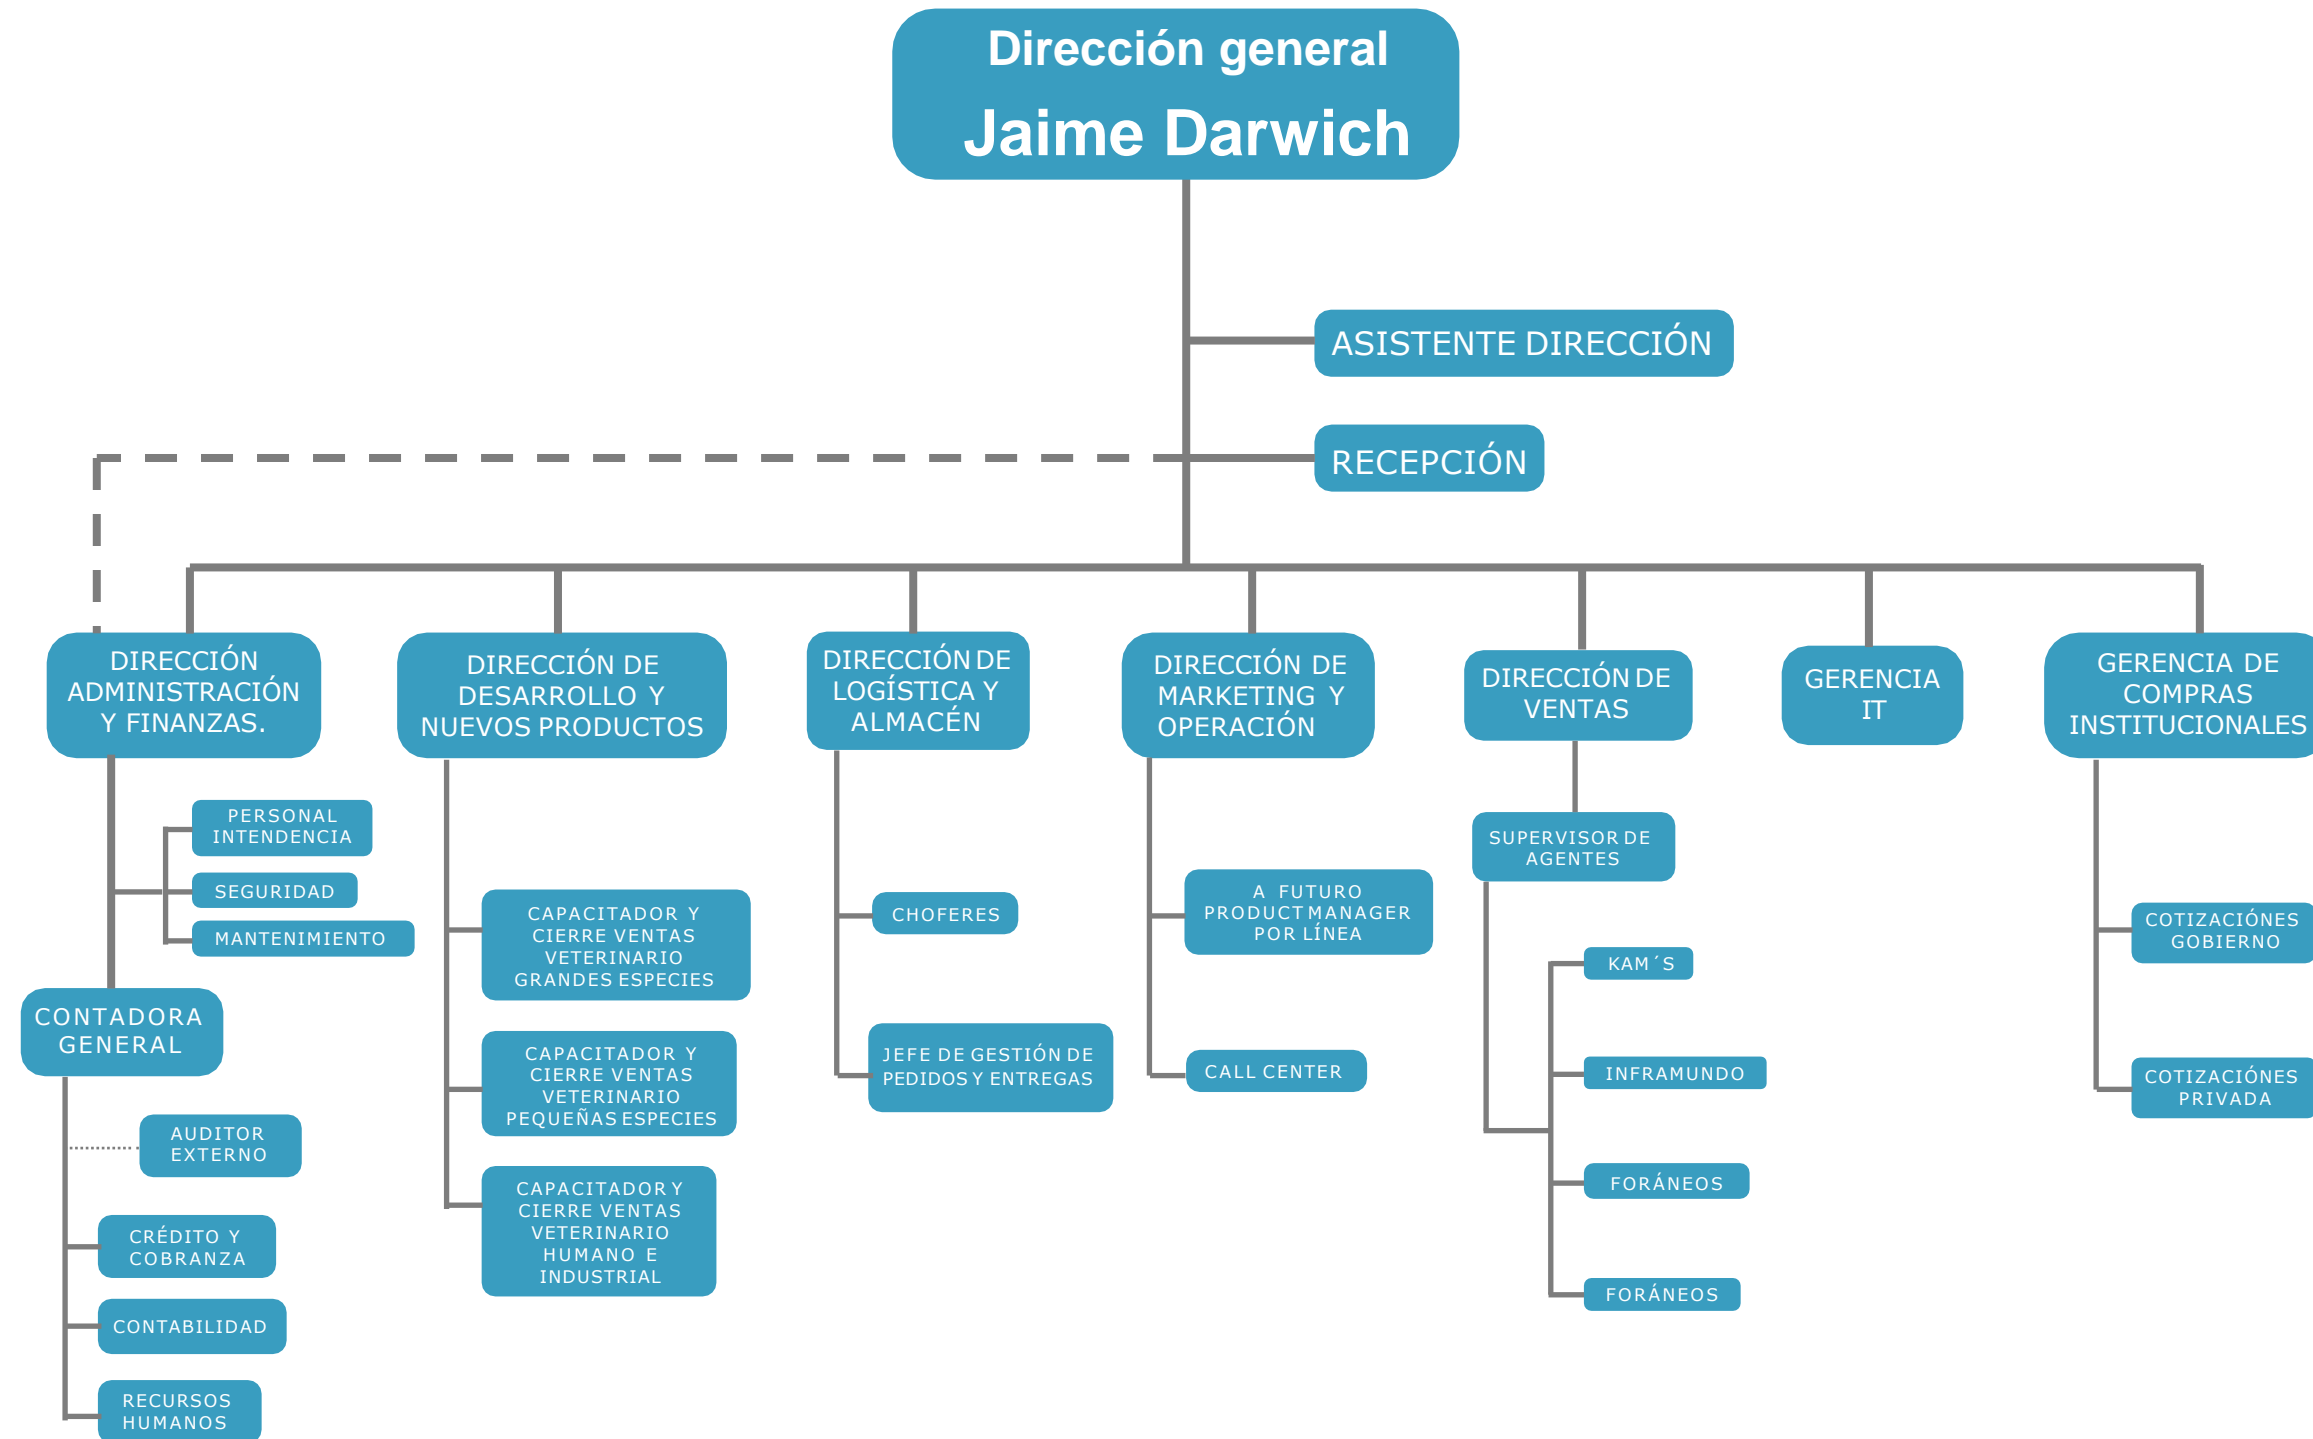 Dirección general
Jaime Darwich
ASISTENTE DIRECCIÓN
RECEPCIÓN
DIRECCIÓN
ADMINISTRACIÓN
Y FINANZAS.
DIRECCIÓN DE
DESARROLLO Y
NUEVOS PRODUCTOS
DIRECCIÓN DE
LOGÍSTICA Y
ALMACÉN
DIRECCIÓN DE
MARKETING Y
OPERACIÓN
DIRECCIÓN DE
VENTAS
GERENCIA
IT
GERENCIA DE
COMPRAS
INSTITUCIONALES
PERSONAL
INTENDENCIA
SEGURIDAD
MANTENIMIENTO
CONTADORA
GENERAL
AUDITOR
EXTERNO
CRÉDITO Y
COBRANZA
CONTABILIDAD
RECURSOS
HUMANOS
CAPACITADOR Y
CIERRE VENTAS
VETERINARIO
GRANDES ESPECIES
CAPACITADOR Y
CIERRE VENTAS
VETERINARIO
PEQUEÑAS ESPECIES
CAPACITADOR Y
CIERRE VENTAS
VETERINARIO
HUMANO E
INDUSTRIAL
CHOFERES
JEFE DE GESTIÓN DE
PEDIDOS Y ENTREGAS
A FUTURO
PRODUCT MANAGER
POR LÍNEA
CALL CENTER
SUPERVISOR DE
AGENTES
KAM´S
INFRAMUNDO
FORÁNEOS
FORÁNEOS
COTIZACIÓNES
GOBIERNO
COTIZACIÓNES
PRIVADA